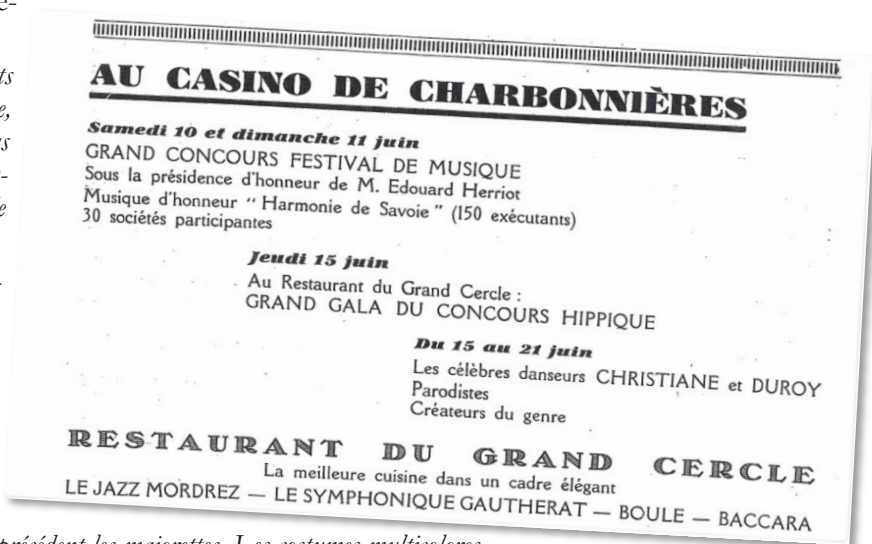 ts
e,
AU CASINO DE CHARBONNIÈRES
Samedi 10 et dimanche 11 juin
GRAND CONCOURS FESTIVAL DE MUSIQUE
Sous la présidence d'honneur de M. Edouard Herriot
Musique d'honneur " Harmonie de Savoie " (150 exécutants)
30 sociétés participantes
Jeudi 15 juin
Au Restaurant du Grand Cercle :
GRAND GALA DU CONCOURS HIPPIQUE
Du 15 au 21 juin
Les célèbres danseurs CHRISTIANE et DUROY
Parodistes
Créateurs du genre
RESTAURANT DU GRAND CERCLE
La meilleure cuisine dans un cadre élégant
LE JAZZ MORDREZ — LE SYMPHONIQUE GAUTHERAT — BOULE — BACCARA
précédent les majorettes. Les costumes multicolores